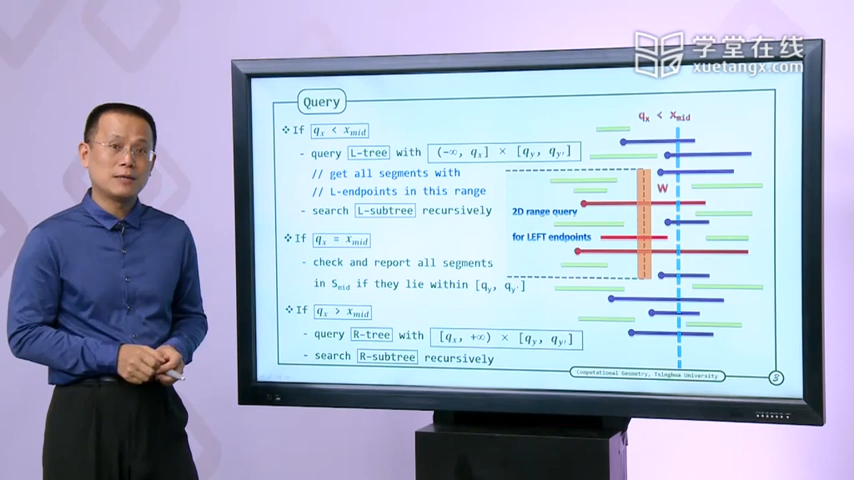 学堂在线
xuetangx.com
Query
❖ If q_x < x_mid
- query L-tree with (-∞, q_x] × [q_y, q_y']
// get all segments with
// L-endpoints in this range
- search L-subtree recursively
❖ If q_x = x_mid
- check and report all segments
in S_mid if they lie within [q_y, q_y']
❖ If q_x > x_mid
- query R-tree with [q_x, +∞) × [q_y, q_y']
- search R-subtree recursively
q_x < x_mid
W
2D range query
for LEFT endpoints
Computational Geometry, Tsinghua University
3